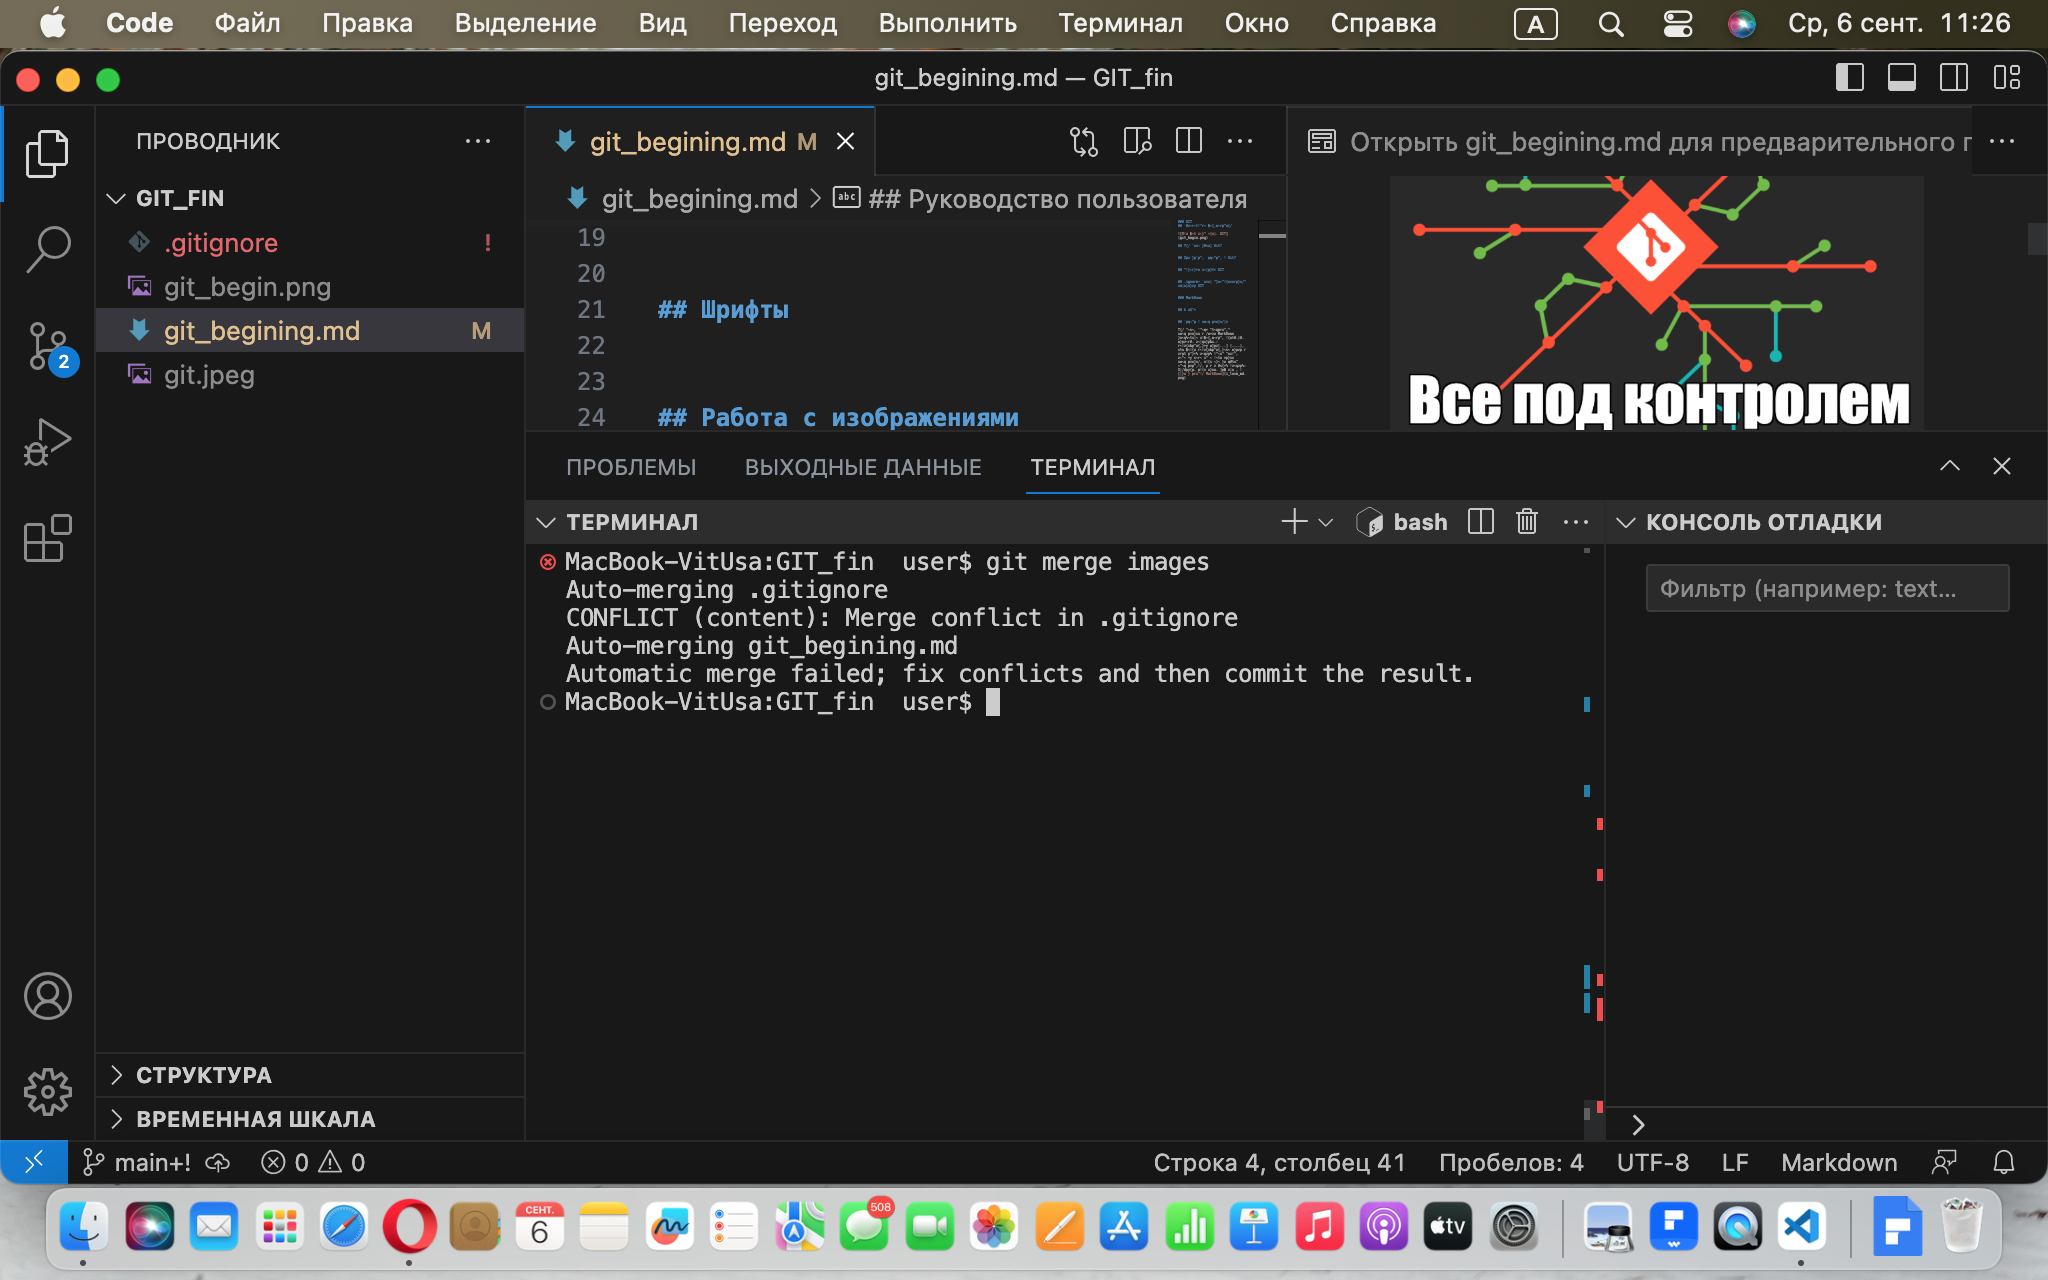 Code Файл Правка Выделение Вид Переход Выполнить Терминал Окно Справка A Ср, 6 сент. 11:26
git_begining.md — GIT_fin
ПРОВОДНИК
GIT_FIN
.gitignore !
git_begin.png
git_begining.md M
git.jpeg
СТРУКТУРА
ВРЕМЕННАЯ ШКАЛА
2
git_begining.md M
git_begining.md > abc ## Руководство пользователя
19
20
21 ## Шрифты
22
23
24 ## Работа с изображениями
Открыть git_begining.md для предварительного п
Все под контролем
ПРОБЛЕМЫ ВЫХОДНЫЕ ДАННЫЕ ТЕРМИНАЛ
ТЕРМИНАЛ bash
MacBook-VitUsa:GIT_fin user$ git merge images
Auto-merging .gitignore
CONFLICT (content): Merge conflict in .gitignore
Auto-merging git_begining.md
Automatic merge failed; fix conflicts and then commit the result.
MacBook-VitUsa:GIT_fin user$
КОНСОЛЬ ОТЛАДКИ
Фильтр (например: text...
main+! 0 0 Строка 4, столбец 41 Пробелов: 4 UTF-8 LF Markdown
СЕНТ.
6
508
tv